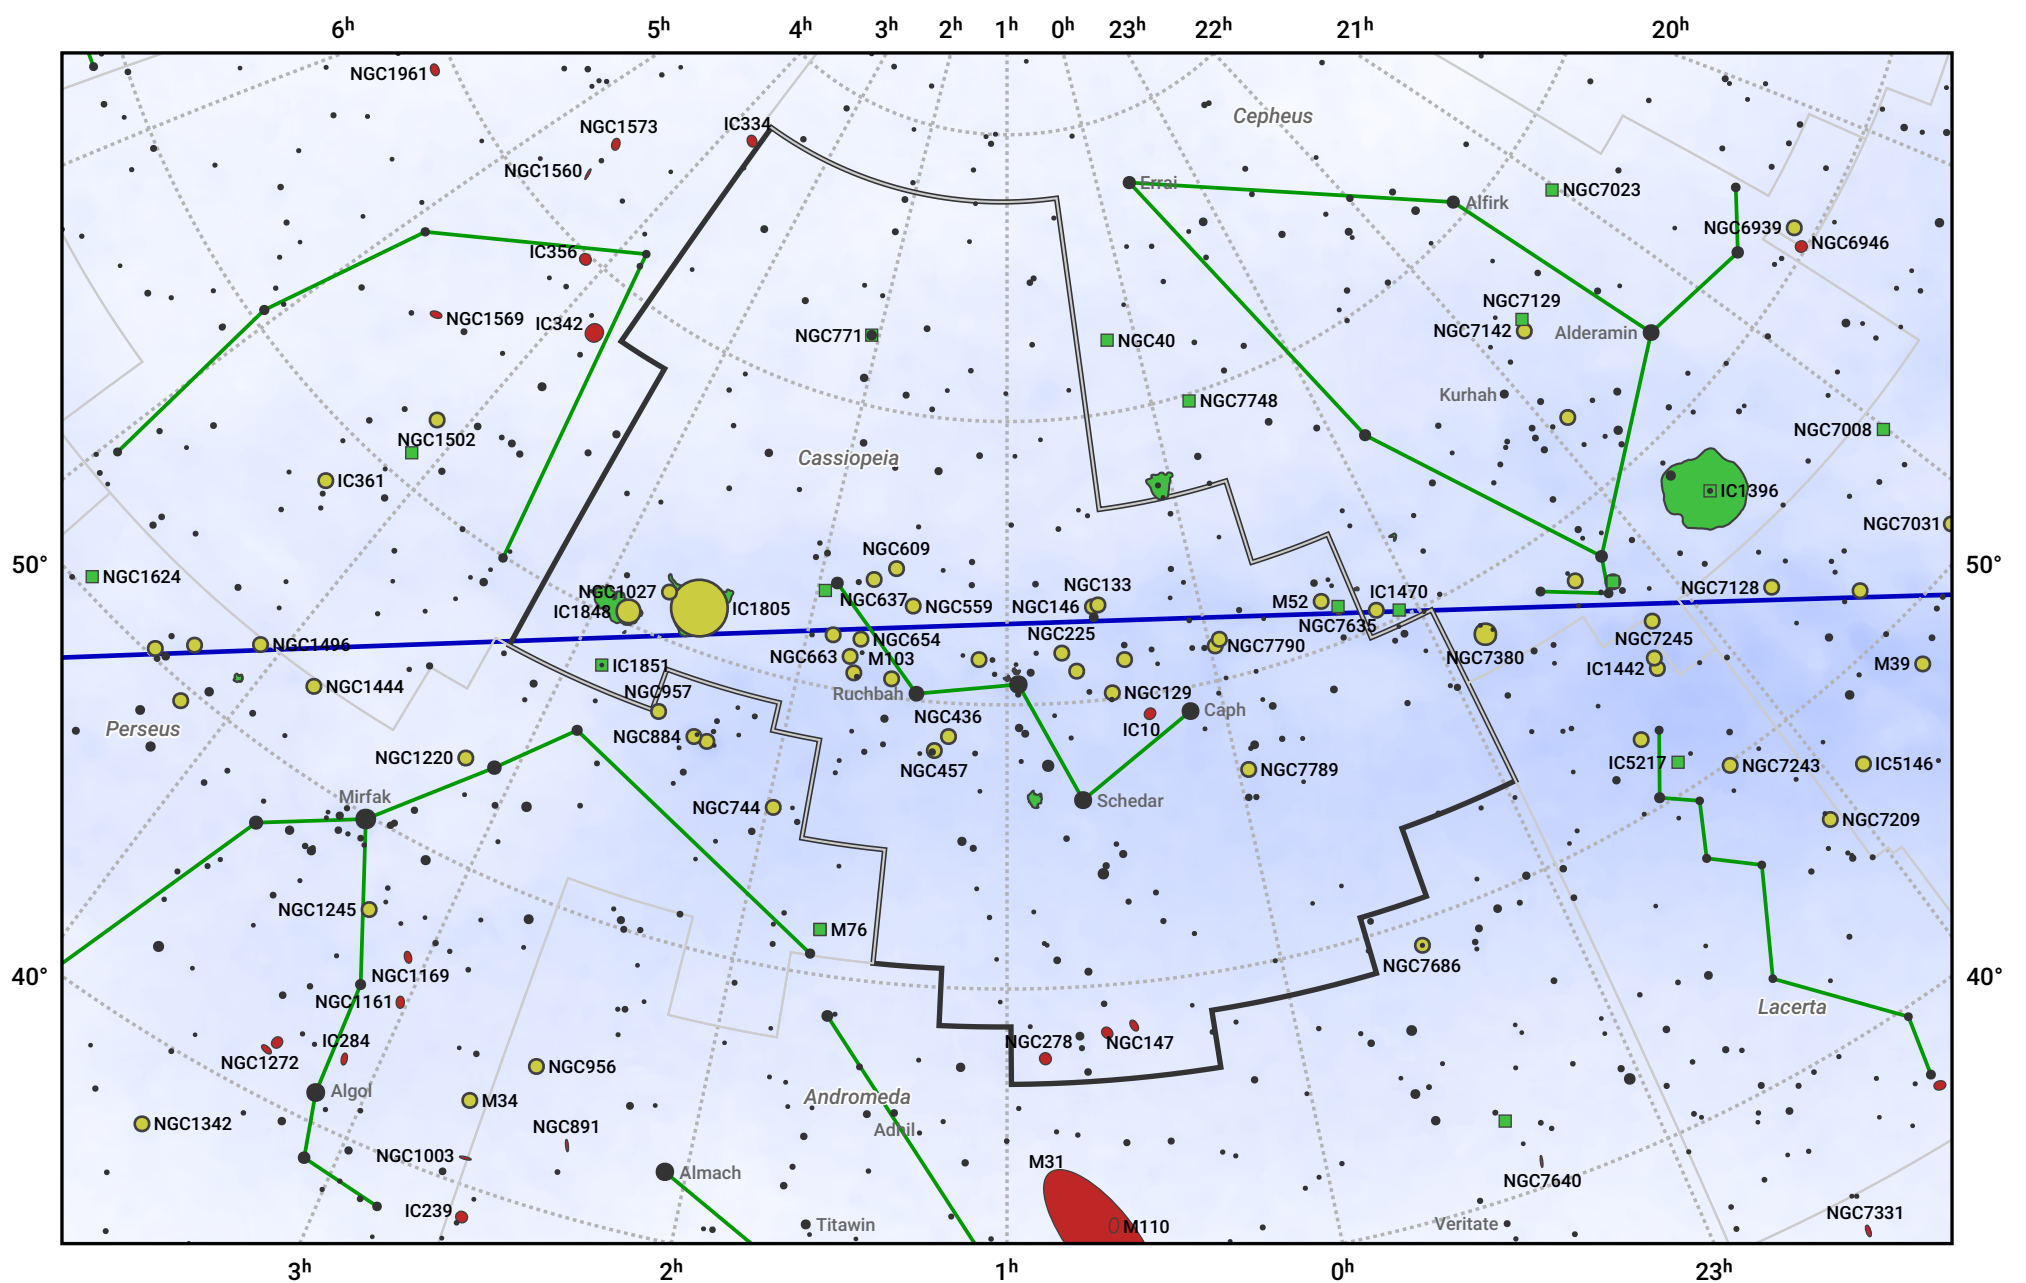 6h 5h 4h 3h 2h 1h 0h 23h 22h 21h 20h
NGC1961
Cepheus
NGC1573
IC334
NGC1560
Errai
NGC7023
Alfirk
NGC6939
NGC6946
IC356
NGC1569
IC342
NGC771
NGC40
NGC7129
NGC7142
Alderamin
Kurhah
NGC7748
NGC1502
NGC7008
Cassiopeia
IC361
IC1396
NGC7031
50°
50°
NGC609
NGC1624
NGC1027
IC1848
IC1805
NGC637
NGC559
NGC133
NGC146
NGC225
M52
NGC7635
IC1470
NGC7128
NGC1496
NGC654
NGC663
M103
NGC7790
NGC7380
NGC7245
IC1442
M39
IC1851
NGC1444
NGC957
Ruchbah
NGC129
IC10
Caph
Perseus
NGC884
NGC436
NGC457
NGC1220
NGC7789
IC5217
NGC7243
IC5146
Mirfak
NGC744
Schedar
NGC7209
NGC1245
M76
NGC7686
NGC1169
NGC1161
40°
40°
Lacerta
IC284
NGC1272
NGC278
NGC147
NGC956
Algol
M34
Andromeda
NGC1342
NGC891
Adhil
NGC1003
Almach
M31
NGC7640
IC239
Titawin
M110
Veritate
NGC7331
3h 2h 1h 0h 23h